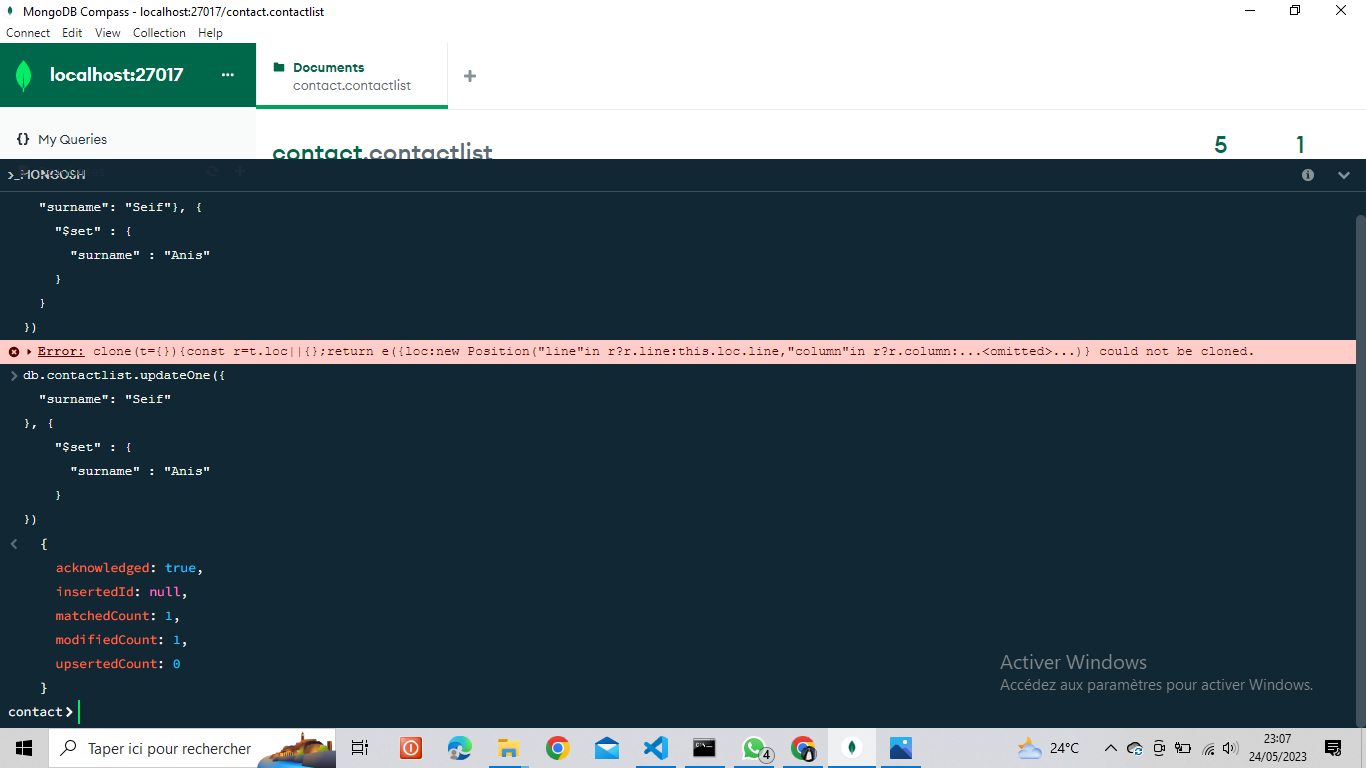 MongoDB Compass - localhost:27017/contact.contactlist
Connect Edit View Collection Help
localhost:27017 ...
Documents
contact.contactlist
{} My Queries
contact.contactlist
5 1
>_MONGOSH
"surname": "Seif"}, {
"$set" : {
"surname" : "Anis"
}
}
})
Error: clone(t={}){const r=t.loc||{};return e({loc:new Position("line"in r?r.line:this.loc.line,"column"in r?r.column:...<omitted>...)} could not be cloned.
> db.contactlist.updateOne({
"surname": "Seif"
}, {
"$set" : {
"surname" : "Anis"
}
})
< {
acknowledged: true,
insertedId: null,
matchedCount: 1,
modifiedCount: 1,
upsertedCount: 0
}
contact>
Activer Windows
Accédez aux paramètres pour activer Windows.
Taper ici pour rechercher
4
24°C
23:07
24/05/2023